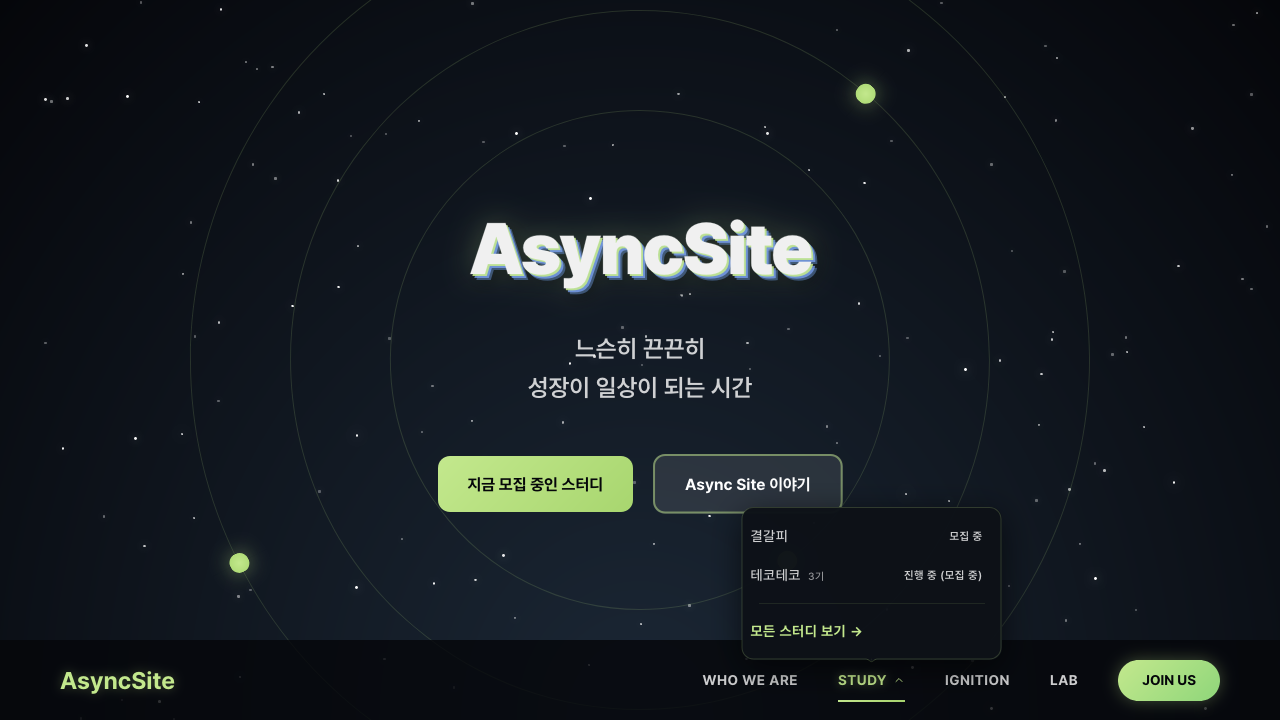 AsyncSite
느슨히 끈끈히
성장이 일상이 되는 시간
지금 모집 중인 스터디
Async Site 이야기
결갈피 모집 중
테코테코 3기 진행 중 (모집 중)
모든 스터디 보기 →
AsyncSite
WHO WE ARE
STUDY
IGNITION
LAB
JOIN US